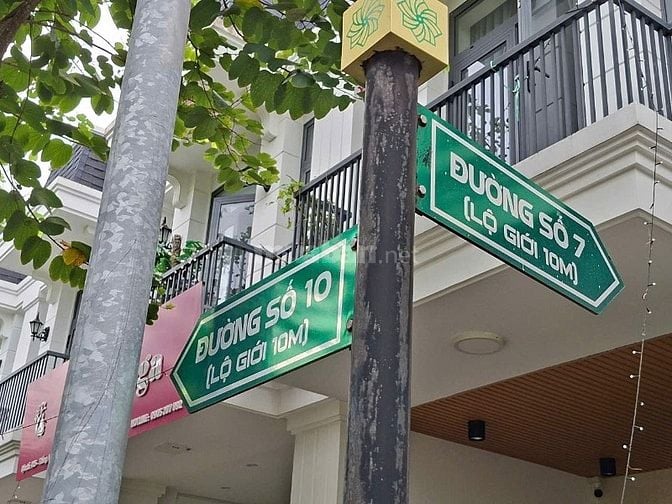 ĐƯỜNG SỐ 7
(LỘ GIỚI 10M)
ĐƯỜNG SỐ 10
(LỘ GIỚI 10M)